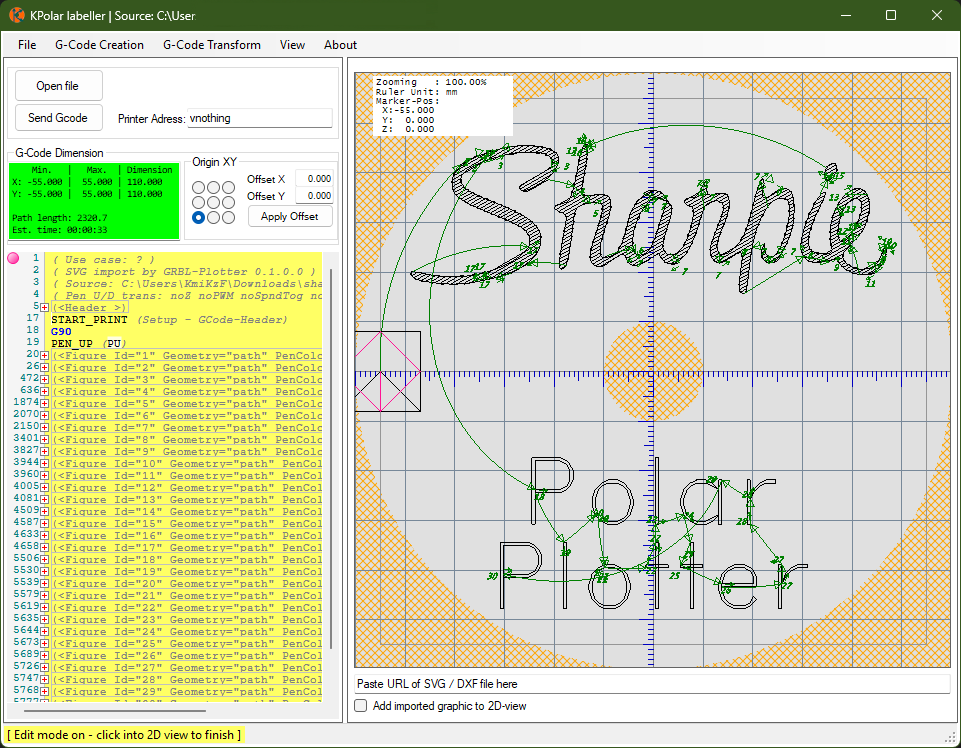 KPolar labeller | Source: C:\User
File G-Code Creation G-Code Transform View About
Open file
Send Gcode
Printer Adress: vnothing
G-Code Dimension
Min. | Max. | Dimension
X: -55.000 | 55.000 | 110.000
Y: -55.000 | 55.000 | 110.000
Path length: 2320.7
Est. time: 00:00:33
Origin XY
Offset X 0.000
Offset Y 0.000
Apply Offset
1 ( Use case: ? )
2 ( SVG import by GRBL-Plotter 0.1.0.0 )
3 ( Source: C:\Users\KmiKzF\Downloads\sha
4 ( Pen U/D trans: noZ noPWM noSpndTog no
5 (<Header >)
17 START_PRINT (Setup - GCode-Header)
18 G90
19 PEN_UP (PU)
20 (<Figure Id="1" Geometry="path" PenColo
26 (<Figure Id="2" Geometry="path" PenColo
472 (<Figure Id="3" Geometry="path" PenColo
636 (<Figure Id="4" Geometry="path" PenColo
1874 (<Figure Id="5" Geometry="path" PenColo
2070 (<Figure Id="6" Geometry="path" PenColo
2150 (<Figure Id="7" Geometry="path" PenColo
3401 (<Figure Id="8" Geometry="path" PenColo
3827 (<Figure Id="9" Geometry="path" PenColo
3944 (<Figure Id="10" Geometry="path" PenCol
3960 (<Figure Id="11" Geometry="path" PenCol
4005 (<Figure Id="12" Geometry="path" PenCol
4081 (<Figure Id="13" Geometry="path" PenCol
4509 (<Figure Id="14" Geometry="path" PenCol
4587 (<Figure Id="15" Geometry="path" PenCol
4633 (<Figure Id="16" Geometry="path" PenCol
4658 (<Figure Id="17" Geometry="path" PenCol
5506 (<Figure Id="18" Geometry="path" PenCol
5530 (<Figure Id="19" Geometry="path" PenCol
5539 (<Figure Id="20" Geometry="path" PenCol
5579 (<Figure Id="21" Geometry="path" PenCol
5619 (<Figure Id="22" Geometry="path" PenCol
5635 (<Figure Id="23" Geometry="path" PenCol
5644 (<Figure Id="24" Geometry="path" PenCol
5673 (<Figure Id="25" Geometry="path" PenCol
5689 (<Figure Id="26" Geometry="path" PenCol
5726 (<Figure Id="27" Geometry="path" PenCol
5747 (<Figure Id="28" Geometry="path" PenCol
5768 (<Figure Id="29" Geometry="path" PenCol
Zooming : 100.00%
Ruler Unit: mm
Marker-Pos:
X:-55.000
Y: 0.000
Z: 0.000
Sharpie
Polar
Plotter
Paste URL of SVG / DXF file here
Add imported graphic to 2D-view
[ Edit mode on - click into 2D view to finish ]